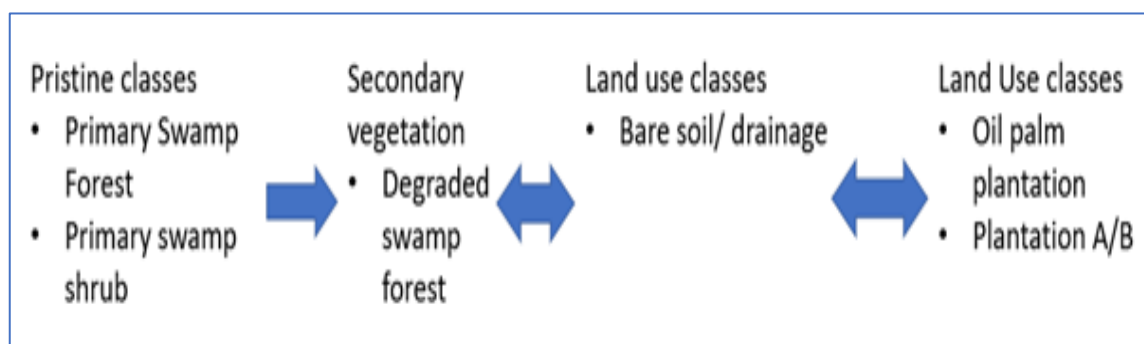 Pristine classes
• Primary Swamp
Forest
• Primary swamp
shrub
Secondary
vegetation
• Degraded
swamp
forest
Land use classes
• Bare soil/ drainage
Land Use classes
• Oil palm
plantation
• Plantation A/B